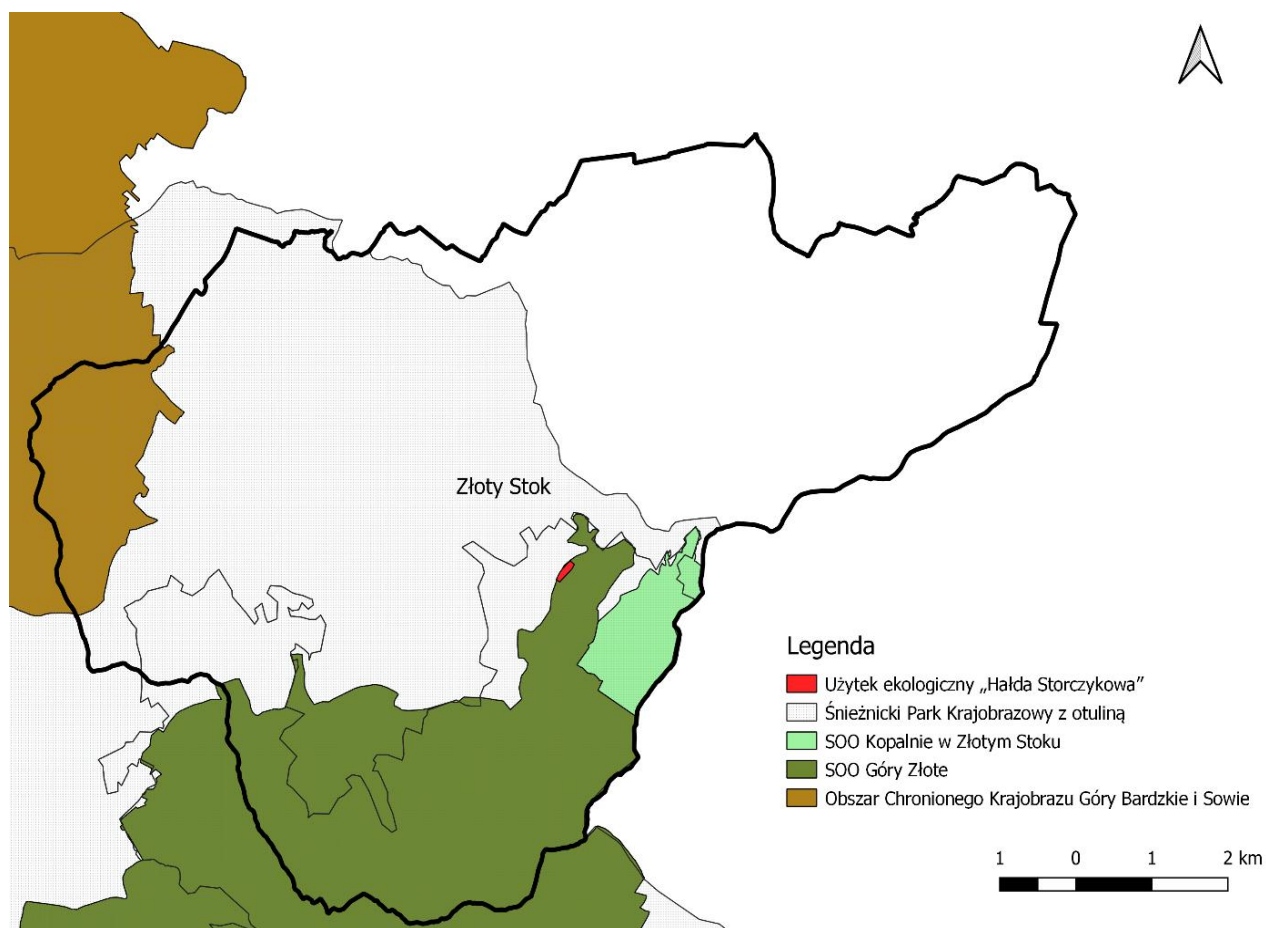 Złoty Stok
Legenda
Użytek ekologiczny „Hałda Storczykowa”
Śnieżnicki Park Krajobrazowy z otuliną
SOO Kopalnie w Złotym Stoku
SOO Góry Złote
Obszar Chronionego Krajobrazu Góry Bardzkie i Sowie
1 0 1 2 km